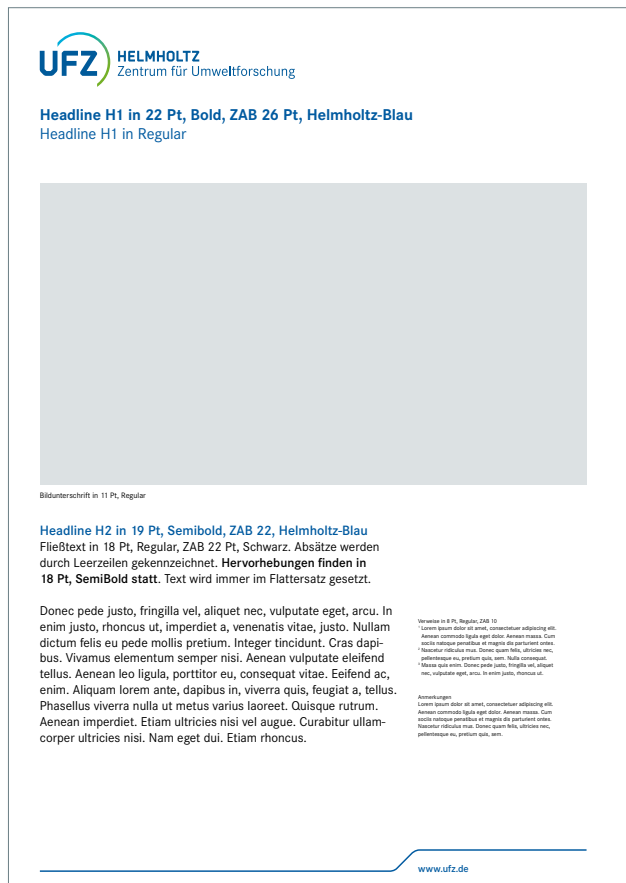 UFZ
HELMHOLTZ
Zentrum für Umweltforschung
Headline H1 in 22 Pt, Bold, ZAB 26 Pt, Helmholtz-Blau
Headline H1 in Regular
Bildunterschrift in 11 Pt, Regular
Headline H2 in 19 Pt, Semibold, ZAB 22, Helmholtz-Blau
Fließtext in 18 Pt, Regular, ZAB 22 Pt, Schwarz. Absätze werden
durch Leerzeilen gekennzeichnet. Hervorhebungen finden in
18 Pt, SemiBold statt. Text wird immer im Flattersatz gesetzt.
Donec pede justo, fringilla vel, aliquet nec, vulputate eget, arcu. In
enim justo, rhoncus ut, imperdiet a, venenatis vitae, justo. Nullam
dictum felis eu pede mollis pretium. Integer tincidunt. Cras dapi-
bus. Vivamus elementum semper nisi. Aenean vulputate eleifend
tellus. Aenean leo ligula, porttitor eu, consequat vitae. Eeifend ac,
enim. Aliquam lorem ante, dapibus in, viverra quis, feugiat a, tellus.
Phasellus viverra nulla ut metus varius laoreet. Quisque rutrum.
Aenean imperdiet. Etiam ultricies nisi vel augue. Curabitur ullam-
corper ultricies nisi. Nam eget dui. Etiam rhoncus.
Verweise in 8 Pt, Regular, ZAB 10
¹ Lorem ipsum dolor sit amet, consectetuer adipiscing elit.
Aenean commodo ligula eget dolor. Aenean massa. Cum
sociis natoque penatibus et magnis dis parturient ontes.
² Nascetur ridiculus mus. Donec quam felis, ultricies nec,
pellentesque eu, pretium quis, sem. Nulla consequat.
³ Massa quis enim. Donec pede justo, fringilla vel, aliquet
nec, vulputate eget, arcu. In enim justo, rhoncus ut.
Anmerkungen
Lorem ipsum dolor sit amet, consectetuer adipiscing elit.
Aenean commodo ligula eget dolor. Aenean massa. Cum
sociis natoque penatibus et magnis dis parturient ontes.
Nascetur ridiculus mus. Donec quam felis, ultricies nec,
pellentesque eu, pretium quis, sem.
www.ufz.de